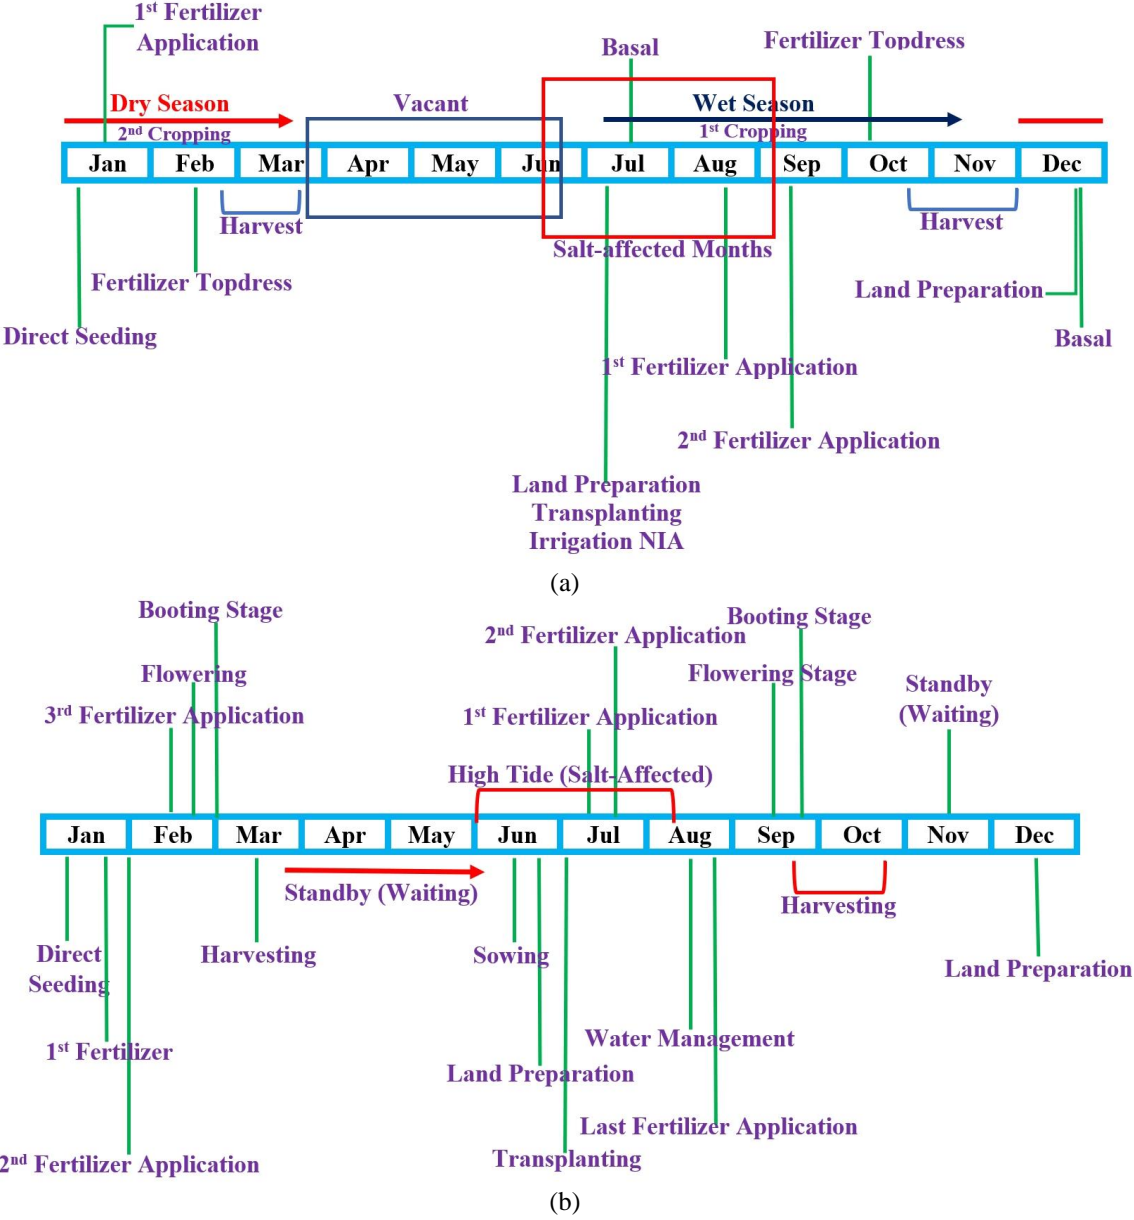 1st Fertilizer
Application
Basal
Fertilizer Topdress
Dry Season
Vacant
Wet Season
2nd Cropping
1st Cropping
Jan Feb Mar Apr May Jun Jul Aug Sep Oct Nov Dec
Harvest
Harvest
Salt-affected Months
Fertilizer Topdress
Land Preparation
Direct Seeding
Basal
1st Fertilizer Application
2nd Fertilizer Application
Land Preparation
Transplanting
Irrigation NIA
(a)
Booting Stage
Booting Stage
2nd Fertilizer Application
Flowering
Flowering Stage
Standby
(Waiting)
3rd Fertilizer Application
1st Fertilizer Application
High Tide (Salt-Affected)
Jan Feb Mar Apr May Jun Jul Aug Sep Oct Nov Dec
Standby (Waiting)
Harvesting
Direct
Seeding
Harvesting
Sowing
Land Preparation
Water Management
1st Fertilizer
Land Preparation
Last Fertilizer Application
Transplanting
2nd Fertilizer Application
(b)